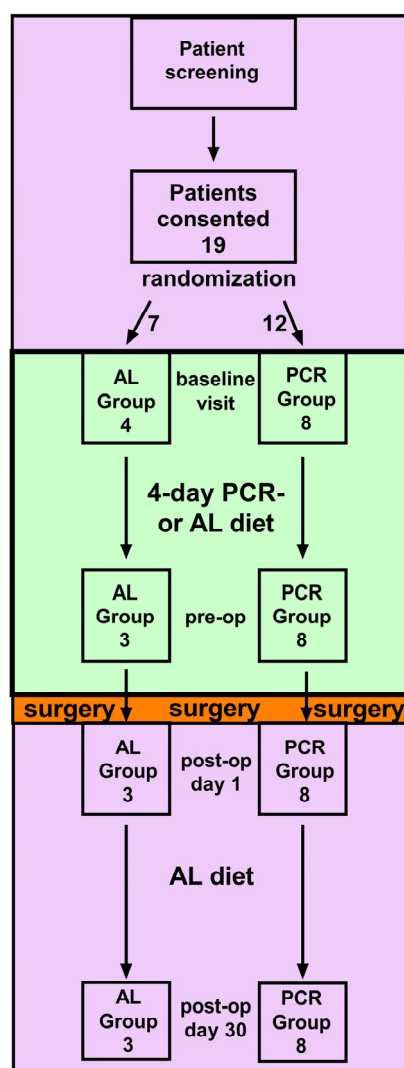 Patient
screening
Patients
consented
19
randomization
7
12
AL
Group
4
baseline
visit
PCR
Group
8
4-day PCR-
or AL diet
AL
Group
3
pre-op
PCR
Group
8
surgery surgery surgery
AL
Group
3
post-op
day 1
PCR
Group
8
AL diet
AL
Group
3
post-op
day 30
PCR
Group
8